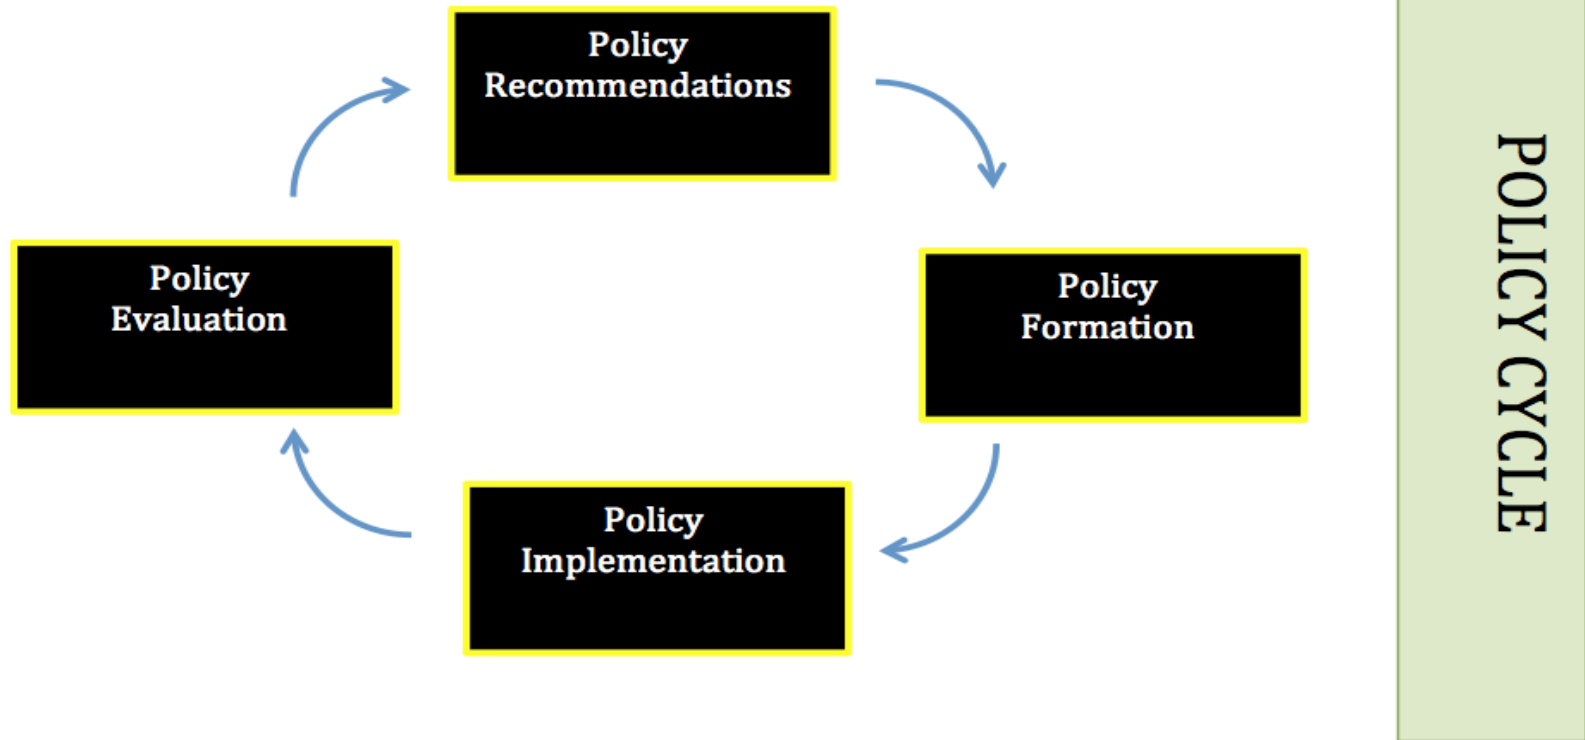 Policy
Recommendations
Policy
Formation
Policy
Implementation
Policy
Evaluation
POLICY CYCLE